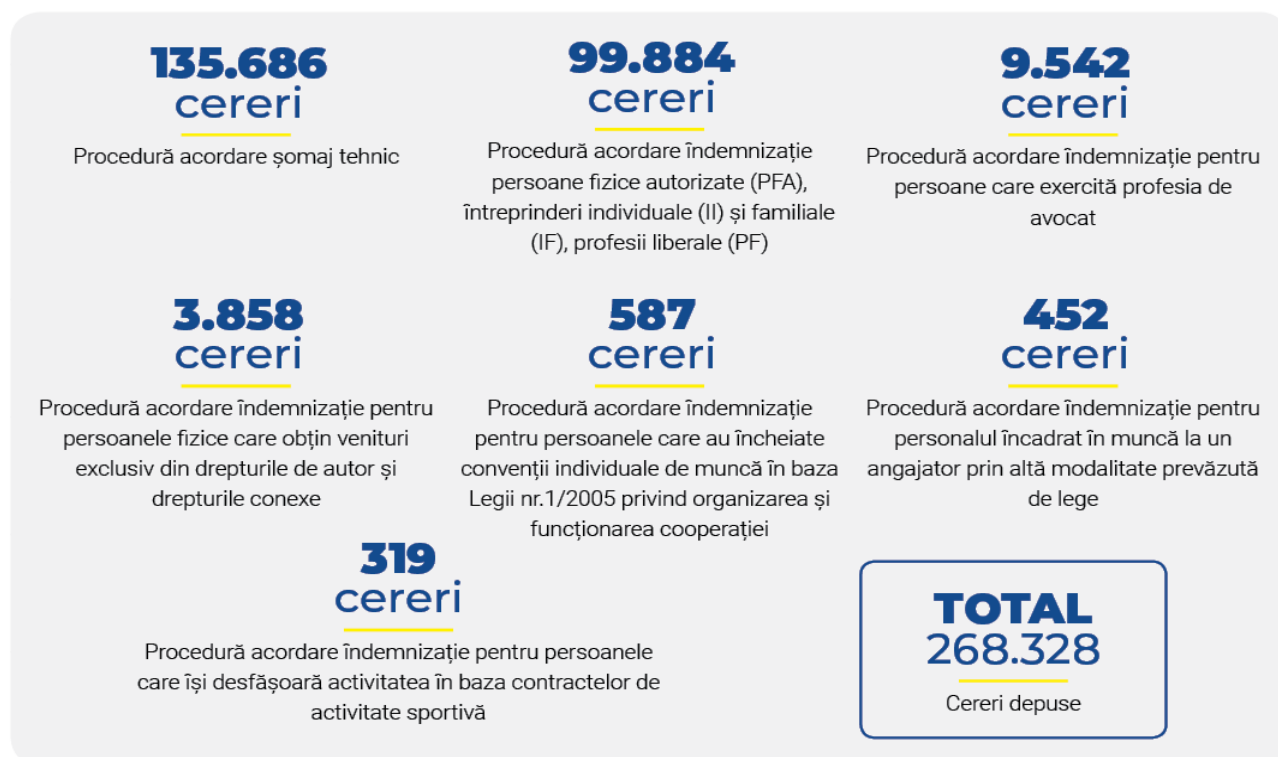 135.686
cereri
Procedură acordare șomaj tehnic
99.884
cereri
Procedură acordare îndemnizație
persoane fizice autorizate (PFA),
întreprinderi individuale (II) și familiale
(IF), profesii liberale (PF)
9.542
cereri
Procedură acordare îndemnizație pentru
persoane care exercită profesia de
avocat
3.858
cereri
Procedură acordare îndemnizație pentru
persoanele fizice care obțin venituri
exclusiv din drepturile de autor și
drepturile conexe
587
cereri
Procedură acordare îndemnizație
pentru persoanele care au încheiate
convenții individuale de muncă în baza
Legii nr.1/2005 privind organizarea și
funcționarea cooperației
452
cereri
Procedură acordare îndemnizație pentru
personalul încadrat în muncă la un
angajator prin altă modalitate prevăzută
de lege
319
cereri
Procedură acordare îndemnizație pentru persoanele
care își desfășoară activitatea în baza contractelor de
activitate sportivă
TOTAL
268.328
Cereri depuse